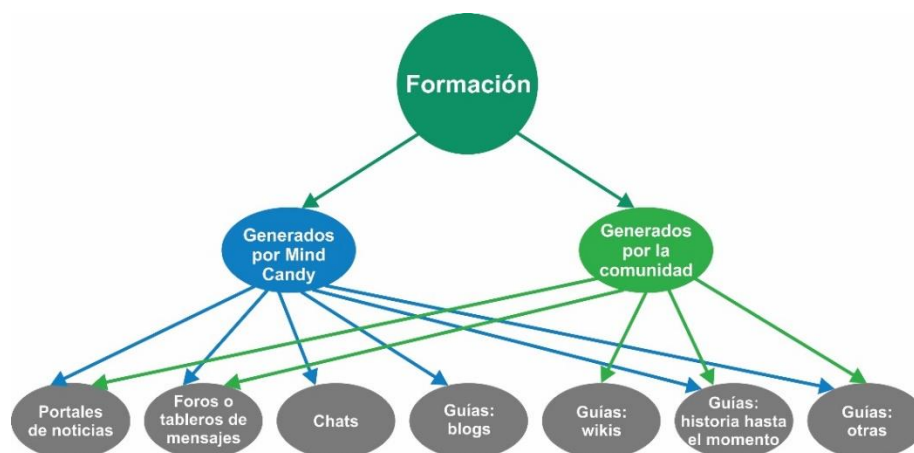 Formación
Generados
por Mind
Candy
Generados
por la
comunidad
Portales
de noticias
Foros o
tableros de
mensajes
Chats
Guías:
blogs
Guías:
wikis
Guías:
historia hasta
el momento
Guías:
otras